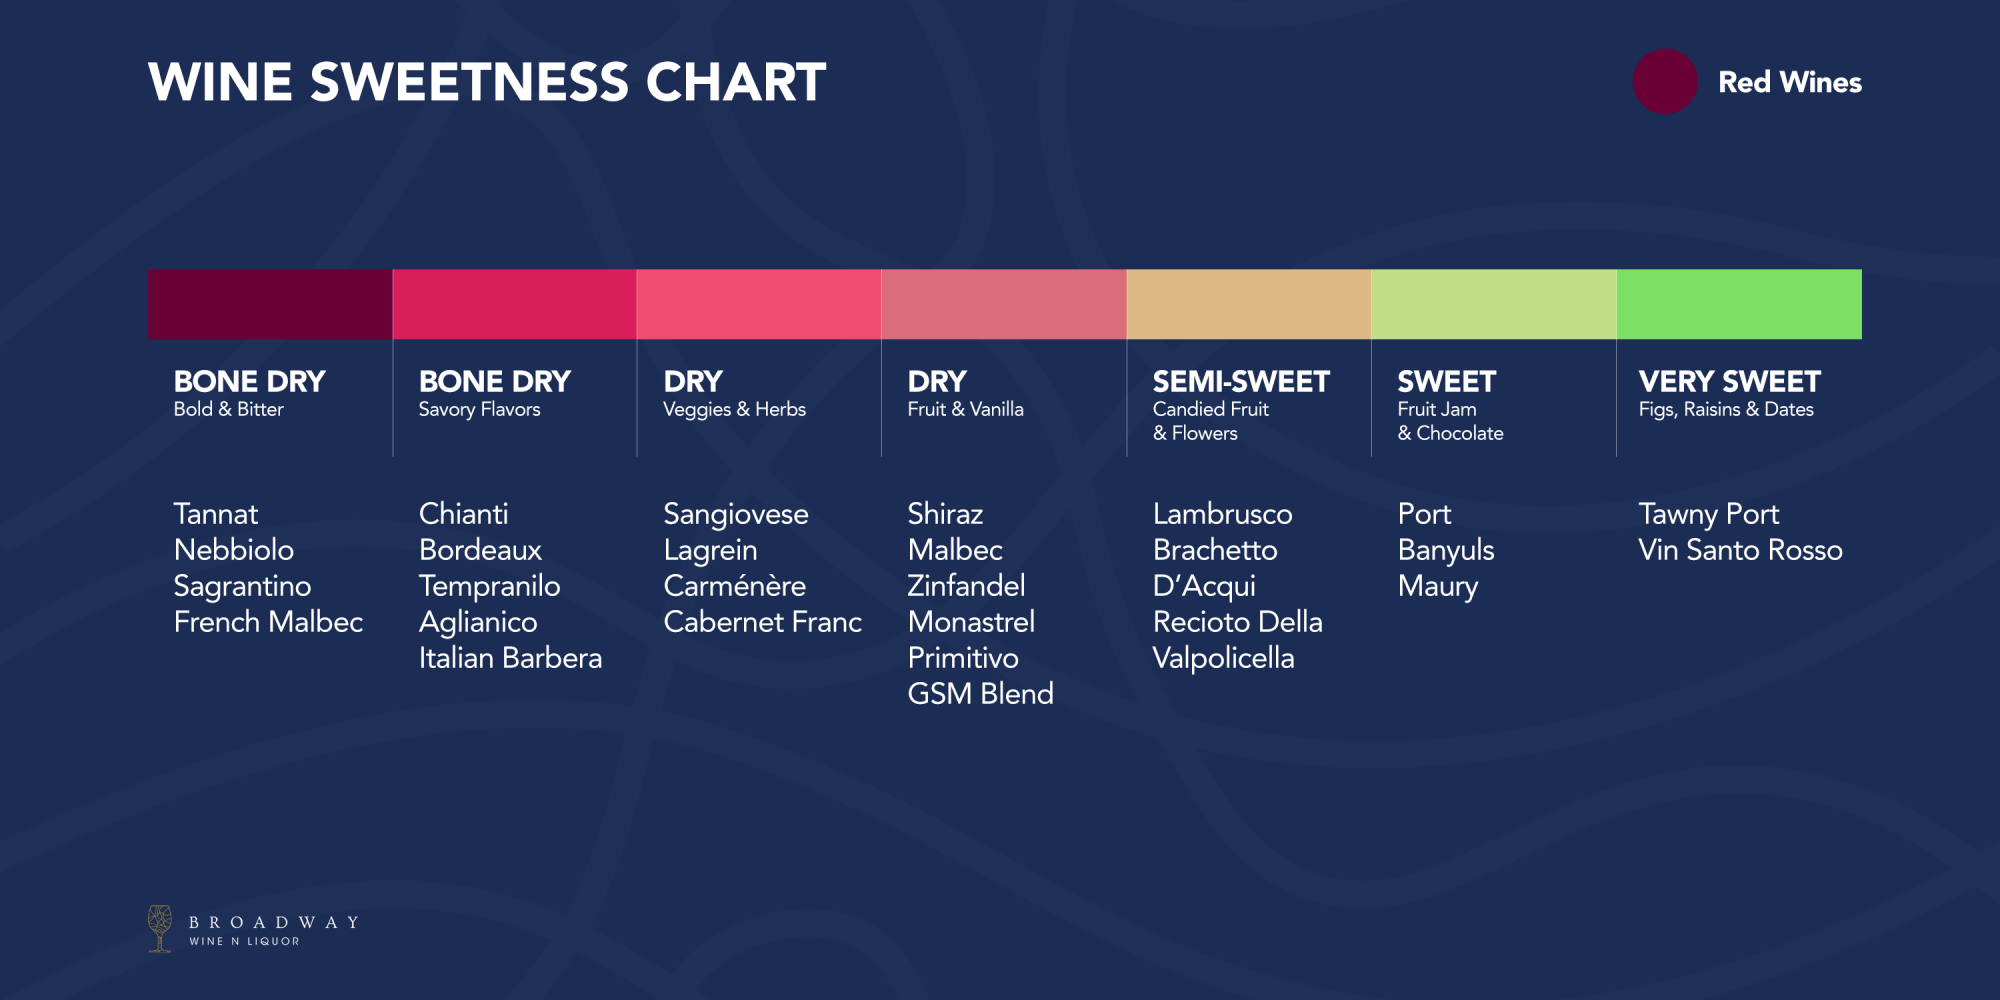 WINE SWEETNESS CHART
Red Wines
BONE DRY
Bold & Bitter
Tannat
Nebbiolo
Sagrantino
French Malbec
BONE DRY
Savory Flavors
Chianti
Bordeaux
Tempranilo
Aglianico
Italian Barbera
DRY
Veggies & Herbs
Sangiovese
Lagrein
Carménère
Cabernet Franc
DRY
Fruit & Vanilla
Shiraz
Malbec
Zinfandel
Monastrel
Primitivo
GSM Blend
SEMI-SWEET
Candied Fruit
& Flowers
Lambrusco
Brachetto
D’Acqui
Recioto Della
Valpolicella
SWEET
Fruit Jam
& Chocolate
Port
Banyuls
Maury
VERY SWEET
Figs, Raisins & Dates
Tawny Port
Vin Santo Rosso
BROADWAY
WINE N LIQUOR